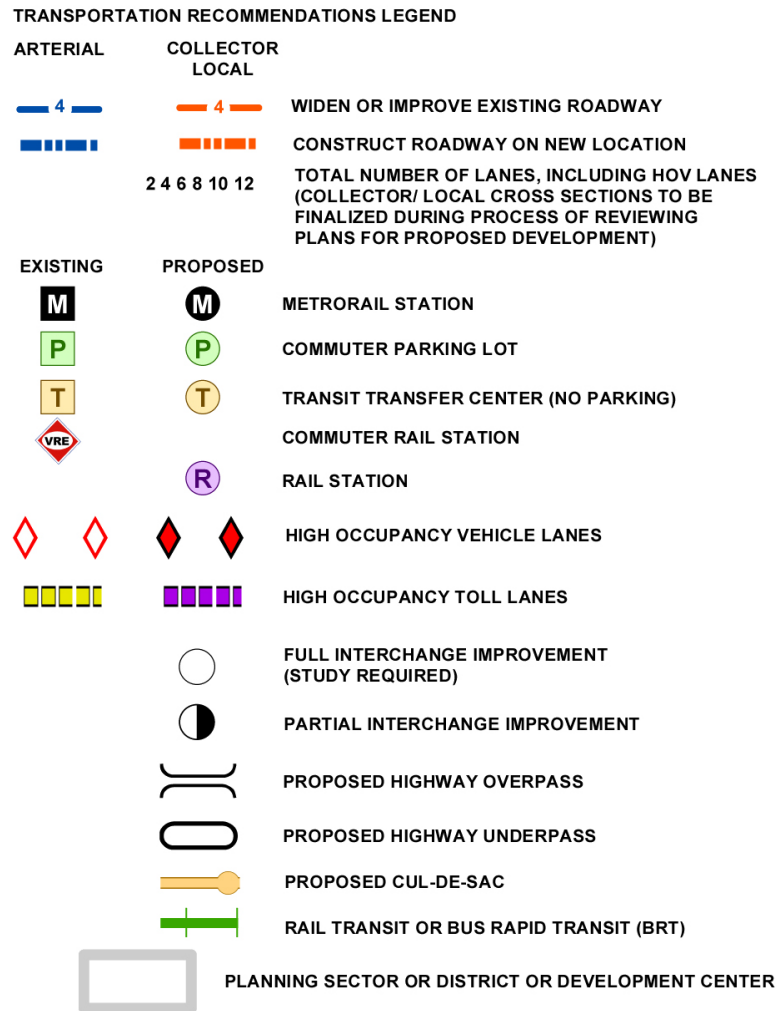 TRANSPORTATION RECOMMENDATIONS LEGEND
ARTERIAL
COLLECTOR
LOCAL
4
4
WIDEN OR IMPROVE EXISTING ROADWAY
CONSTRUCT ROADWAY ON NEW LOCATION
2 4 6 8 10 12
TOTAL NUMBER OF LANES, INCLUDING HOV LANES
(COLLECTOR/ LOCAL CROSS SECTIONS TO BE
FINALIZED DURING PROCESS OF REVIEWING
PLANS FOR PROPOSED DEVELOPMENT)
EXISTING
PROPOSED
M
M
METRORAIL STATION
P
P
COMMUTER PARKING LOT
T
T
TRANSIT TRANSFER CENTER (NO PARKING)
VRE
COMMUTER RAIL STATION
R
RAIL STATION
HIGH OCCUPANCY VEHICLE LANES
HIGH OCCUPANCY TOLL LANES
FULL INTERCHANGE IMPROVEMENT
(STUDY REQUIRED)
PARTIAL INTERCHANGE IMPROVEMENT
PROPOSED HIGHWAY OVERPASS
PROPOSED HIGHWAY UNDERPASS
PROPOSED CUL-DE-SAC
RAIL TRANSIT OR BUS RAPID TRANSIT (BRT)
PLANNING SECTOR OR DISTRICT OR DEVELOPMENT CENTER